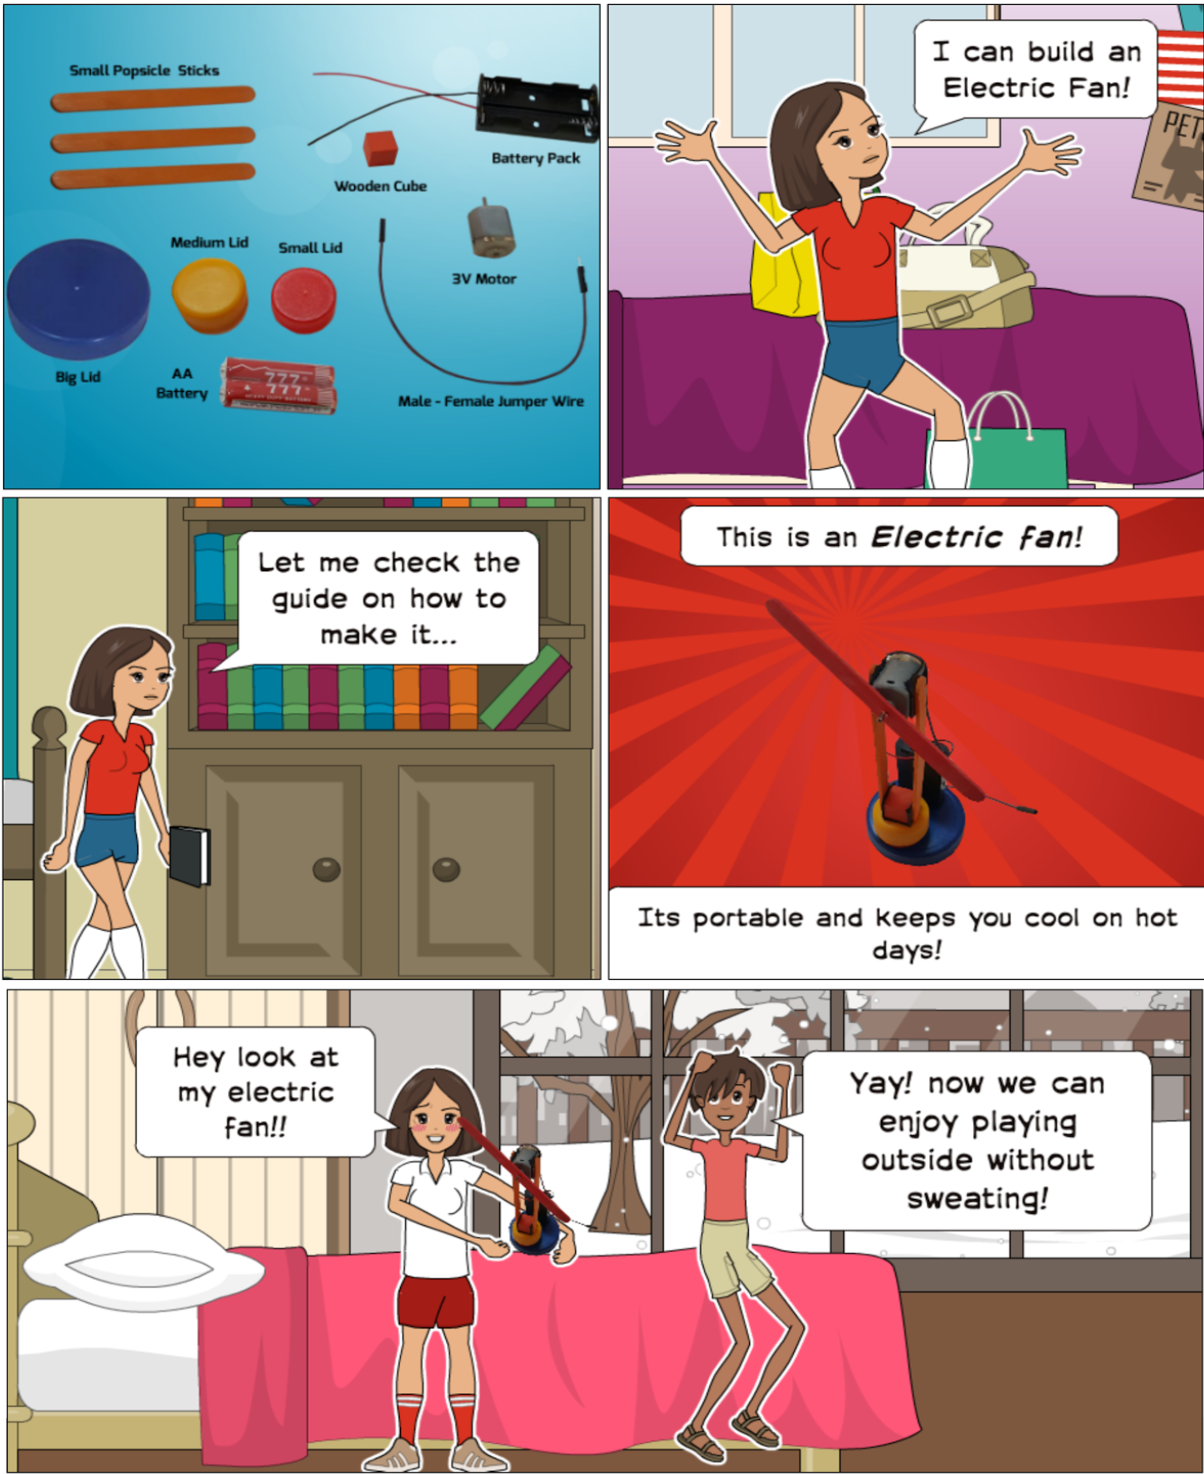 Small Popsicle Sticks
Battery Pack
Wooden Cube
Medium Lid
Small Lid
3V Motor
Big Lid
AA
Battery
777
777
Male - Female Jumper Wire
I can build an
Electric Fan!
PET
Let me check the
guide on how to
make it...
This is an Electric fan!
Its portable and keeps you cool on hot
days!
Hey look at
my electric
fan!!
Yay! now we can
enjoy playing
outside without
sweating!